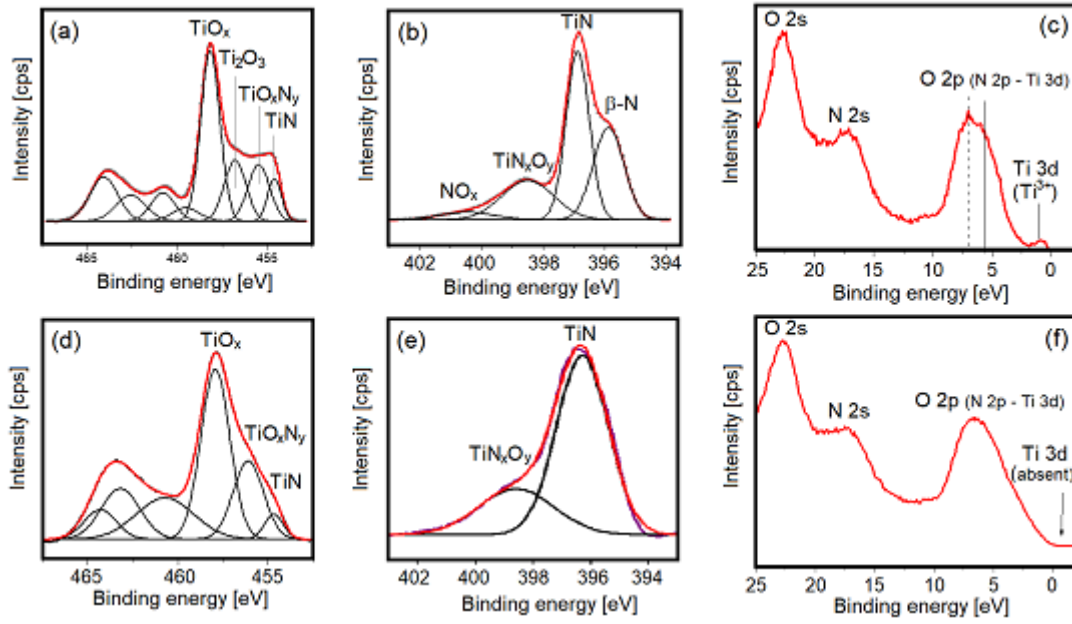 (a)
TiOₓ
Ti₂O₃
TiOₓNᵧ
TiN
Intensity [cps]
465 460 455
Binding energy [eV]
(b)
TiN
β-N
TiNₓOᵧ
NOₓ
Intensity [cps]
402 400 398 396 394
Binding energy [eV]
(c)
O 2s
N 2s
O 2p (N 2p - Ti 3d)
Ti 3d
(Ti³⁺)
Intensity [cps]
25 20 15 10 5 0
Binding energy [eV]
(d)
TiOₓ
TiOₓNᵧ
TiN
Intensity [cps]
465 460 455
Binding energy [eV]
(e)
TiN
TiNₓOᵧ
Intensity [cps]
402 400 398 396 394
Binding energy [eV]
(f)
O 2s
N 2s
O 2p (N 2p - Ti 3d)
Ti 3d
(absent)
Intensity [cps]
25 20 15 10 5 0
Binding energy [eV]